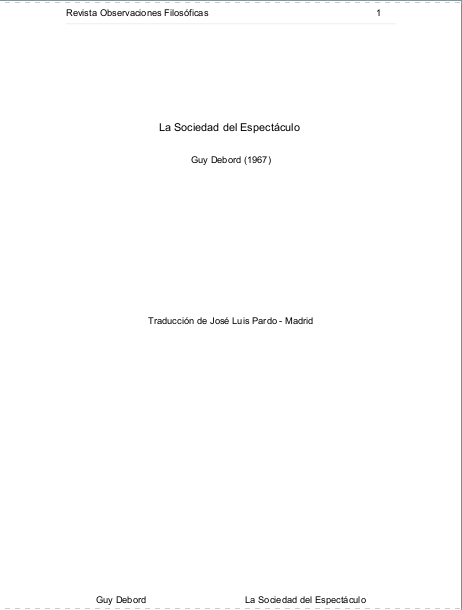 Revista Observaciones Filosóficas 1
La Sociedad del Espectáculo
Guy Debord (1967)
Traducción de José Luis Pardo - Madrid
Guy Debord La Sociedad del Espectáculo